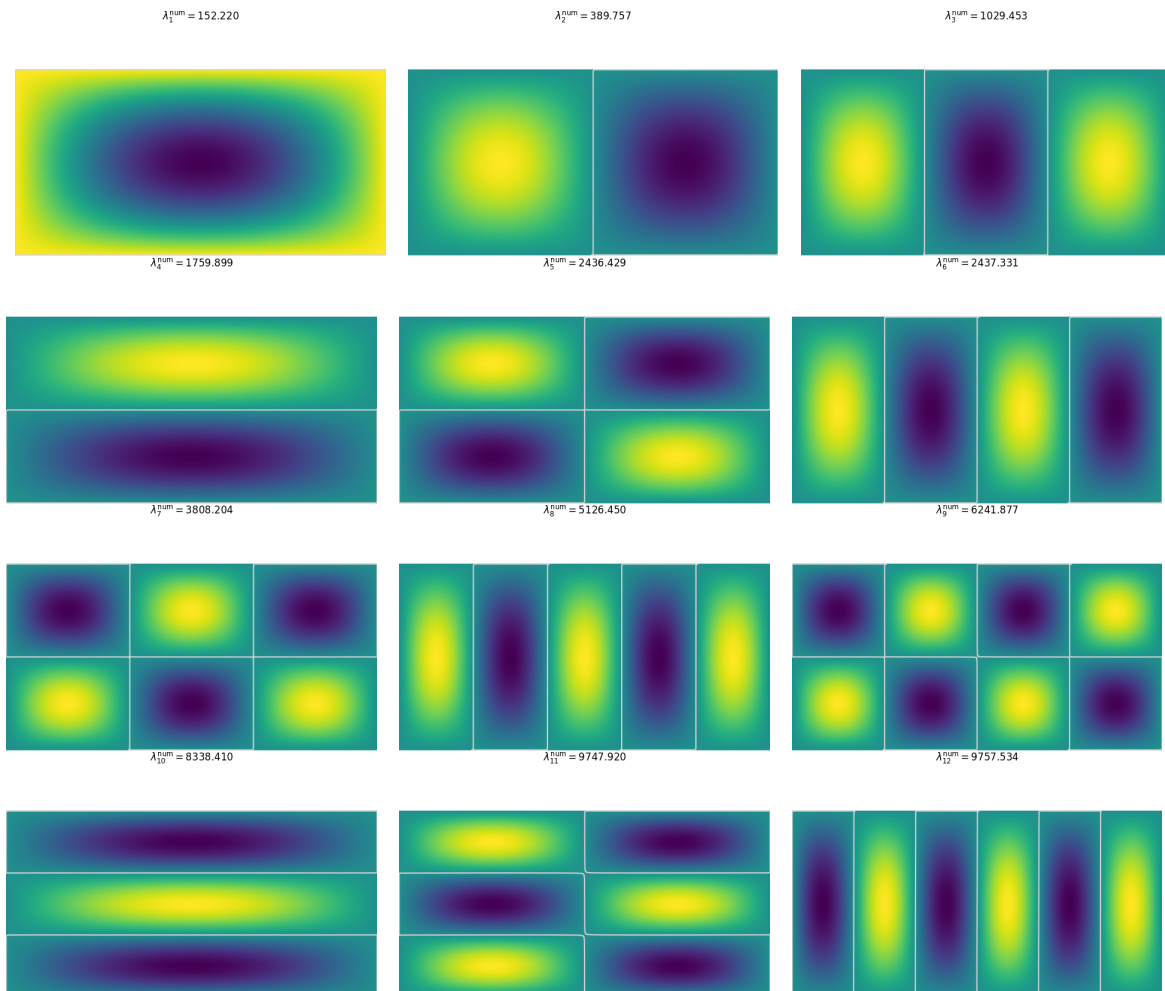 λ₁ⁿᵘᵐ = 152.220
λ₂ⁿᵘᵐ = 389.757
λ₃ⁿᵘᵐ = 1029.453
λ₄ⁿᵘᵐ = 1759.899
λ₅ⁿᵘᵐ = 2436.429
λ₆ⁿᵘᵐ = 2437.331
λ₇ⁿᵘᵐ = 3808.204
λ₈ⁿᵘᵐ = 5126.450
λ₉ⁿᵘᵐ = 6241.877
λ₁₀ⁿᵘᵐ = 8338.410
λ₁₁ⁿᵘᵐ = 9747.920
λ₁₂ⁿᵘᵐ = 9757.534